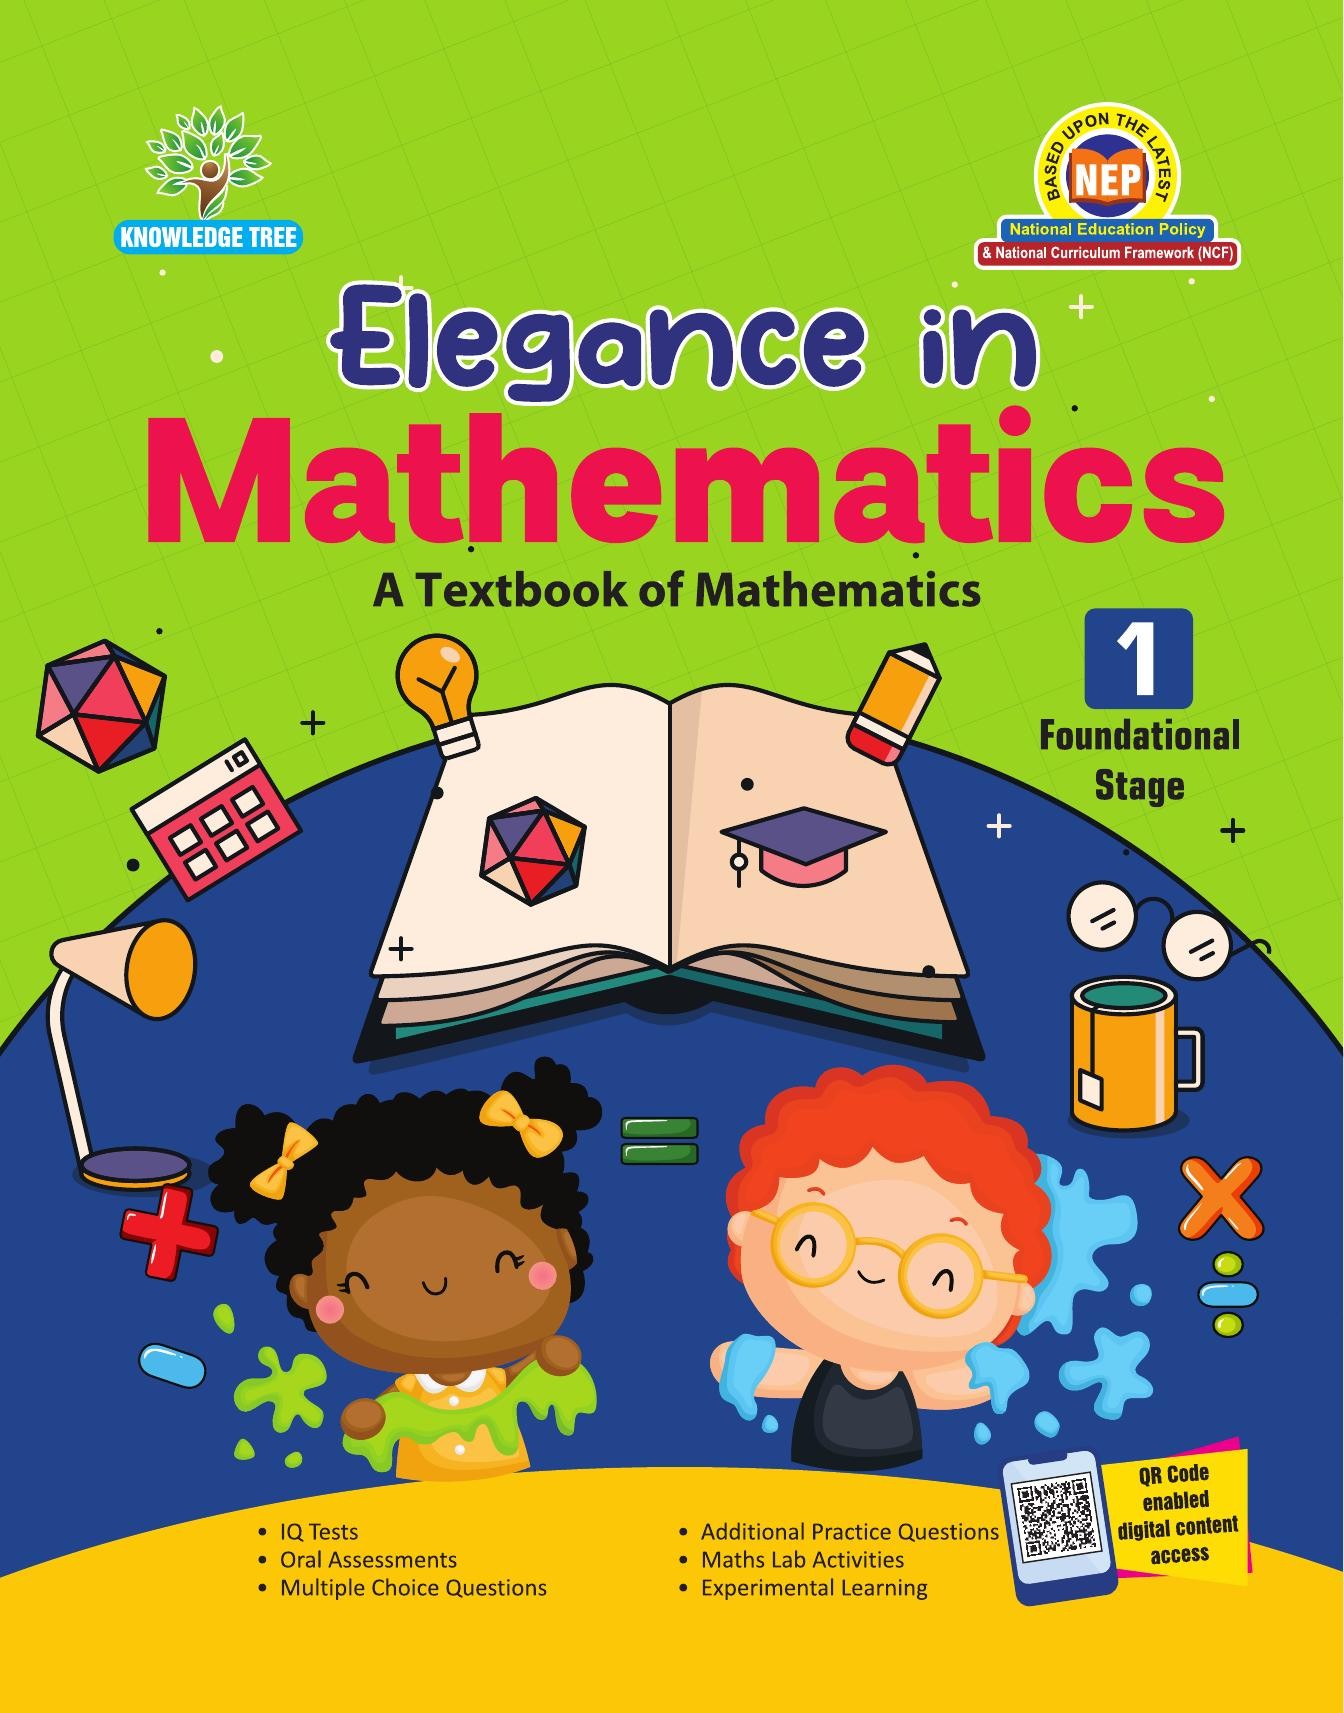 KNOWLEDGE TREE
BASED UPON THE LATEST
NEP
National Education Policy
& National Curriculum Framework (NCF)
Elegance in
Mathematics
A Textbook of Mathematics
1
Foundational
Stage
• IQ Tests
• Oral Assessments
• Multiple Choice Questions
• Additional Practice Questions
• Maths Lab Activities
• Experimental Learning
QR Code
enabled
digital content
access